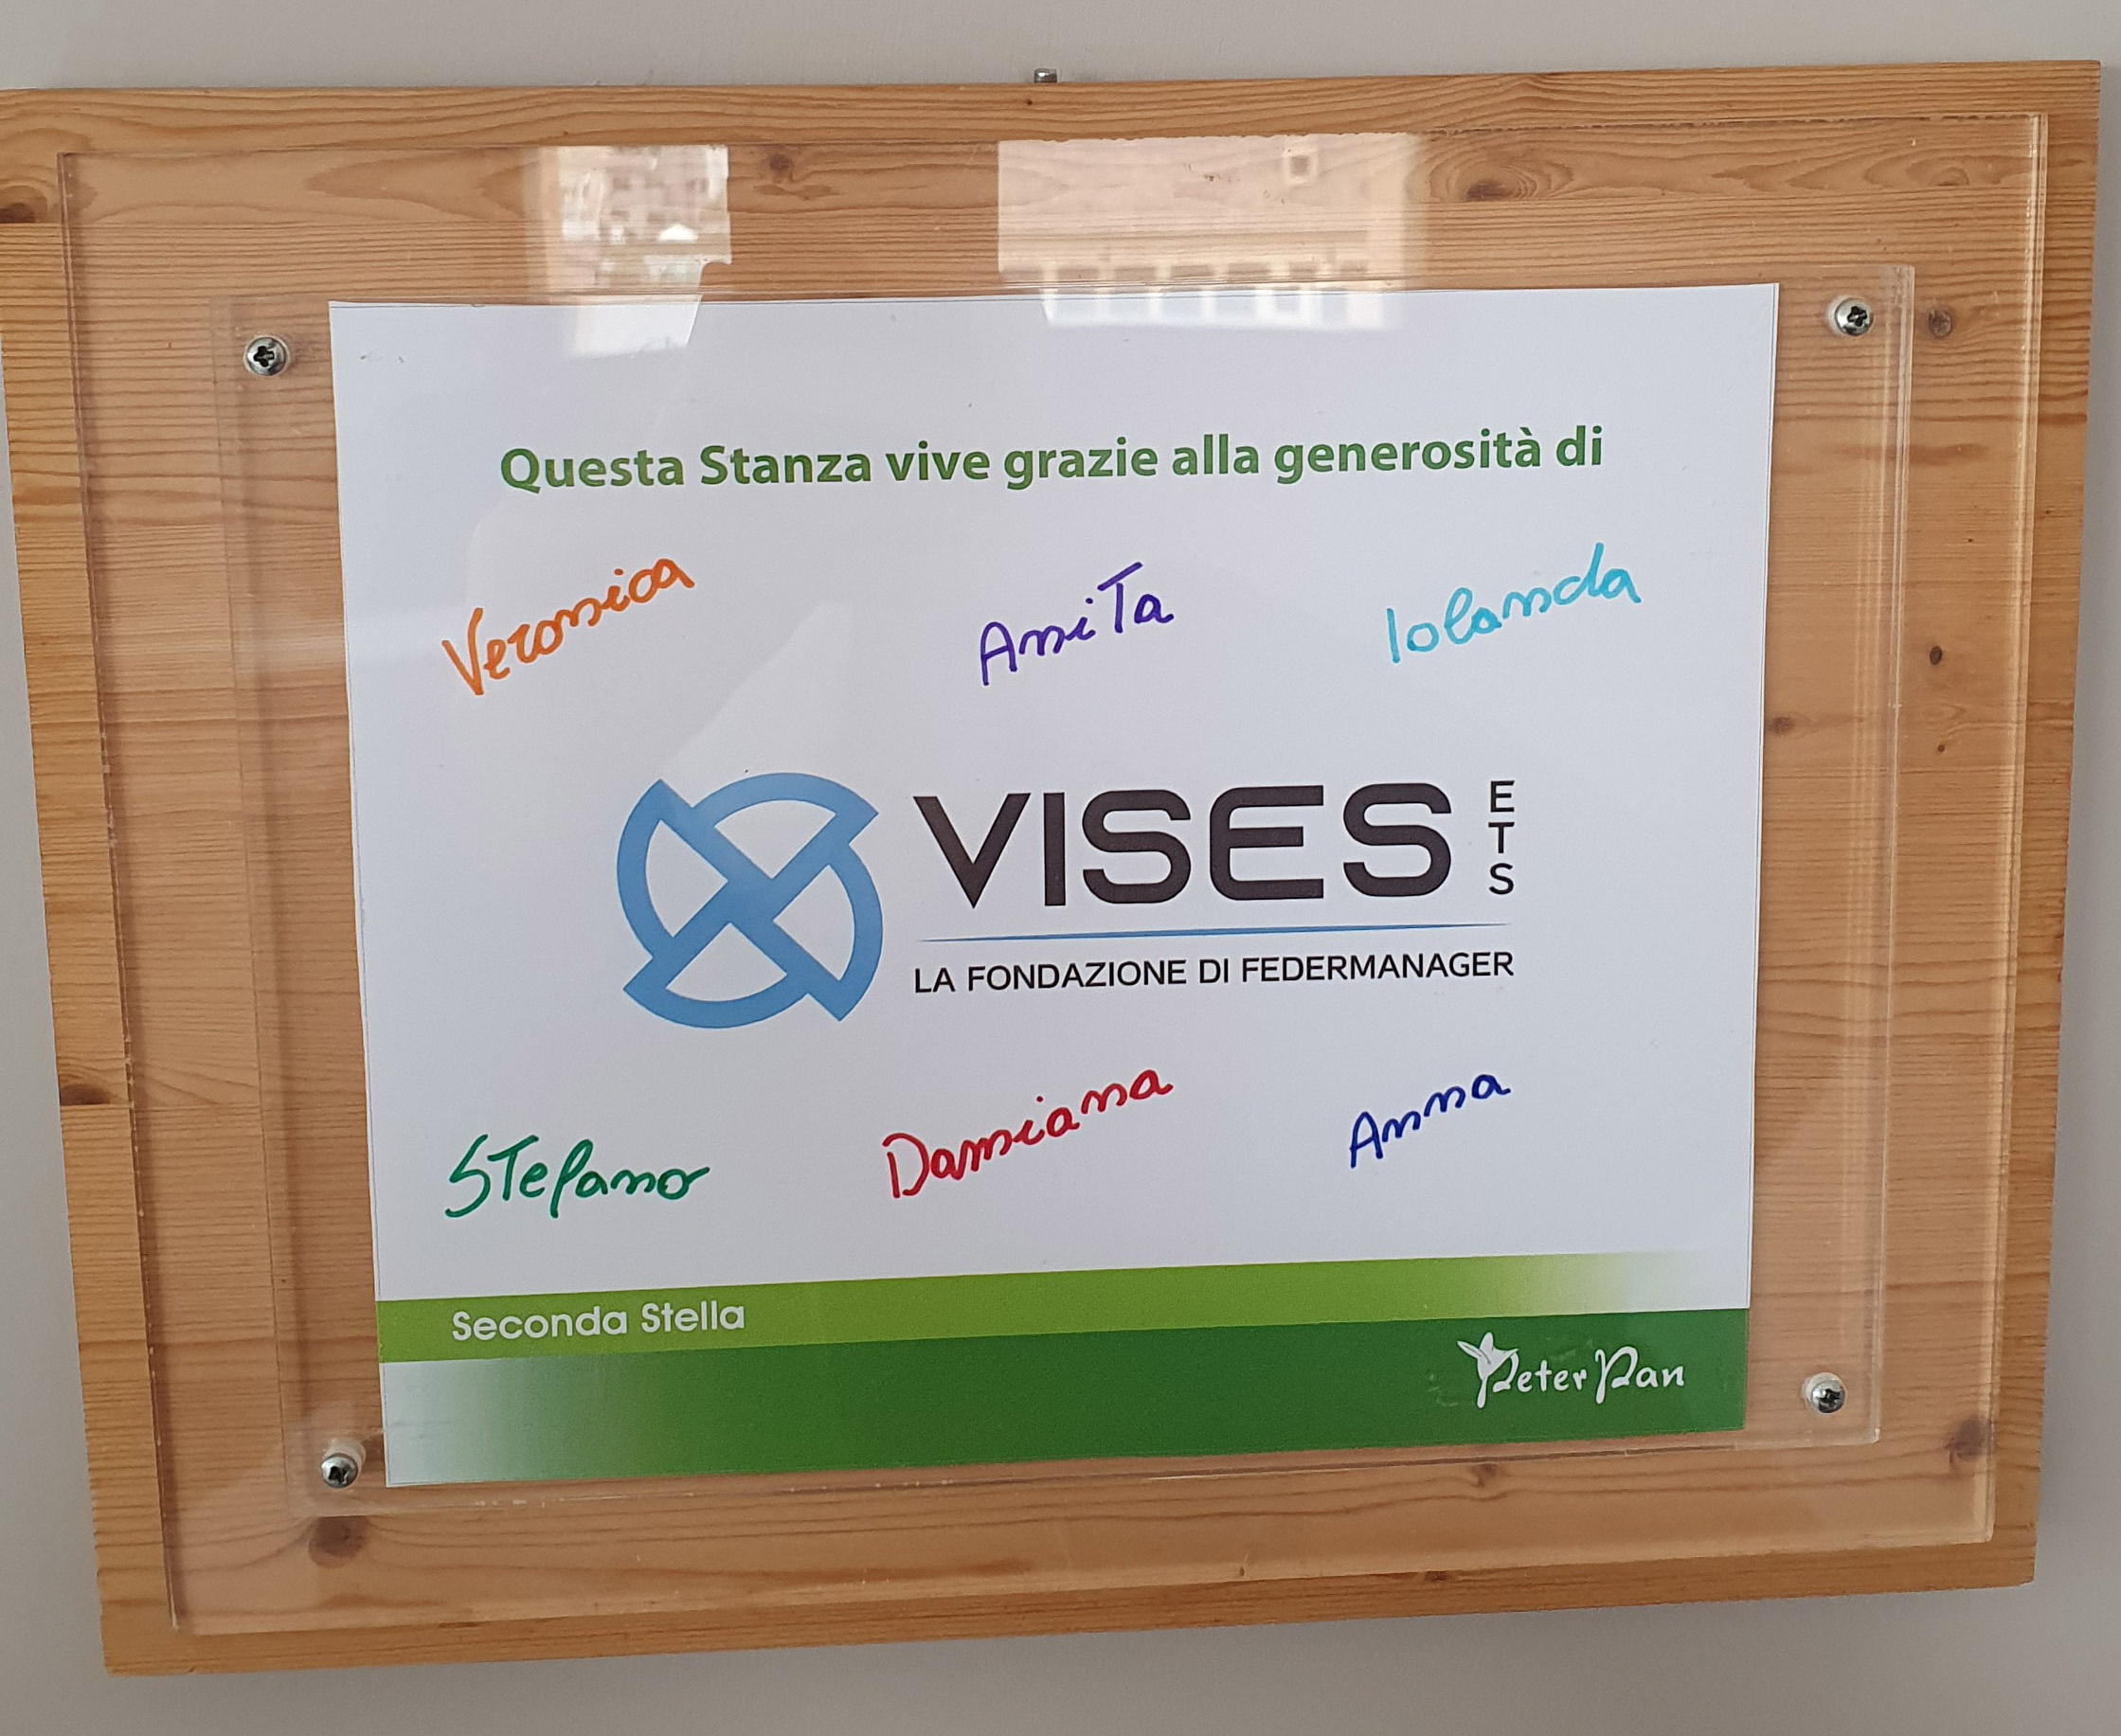 Questa Stanza vive grazie alla generosità di
Veronica AniTa Iolanda
VISES ETS
LA FONDAZIONE DI FEDERMANAGER
STefano Damiana Anna
Seconda Stella
Peter Pan